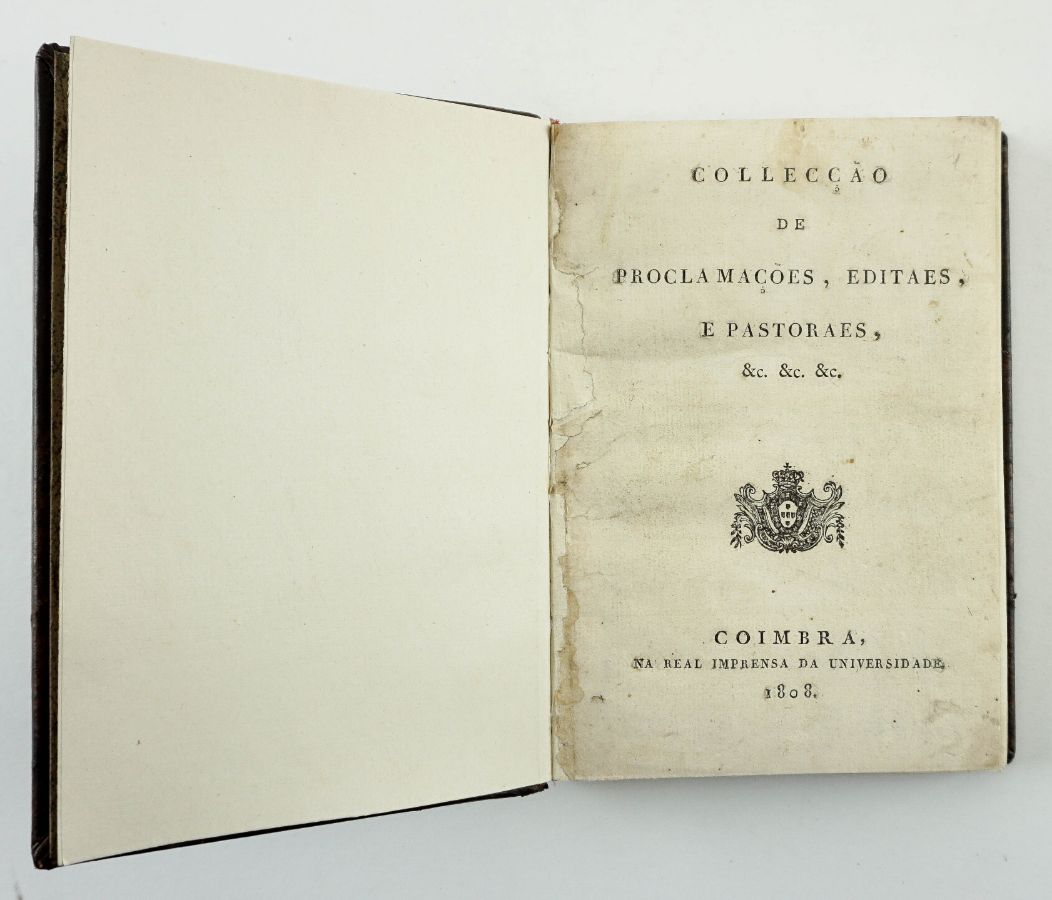 COLLECÇÃO
DE
PROCLAMAÇÕES, EDITAES,
E PASTORAES,
&c. &c. &c.
COIMBRA,
NA REAL IMPRENSA DA UNIVERSIDADE,
1808.